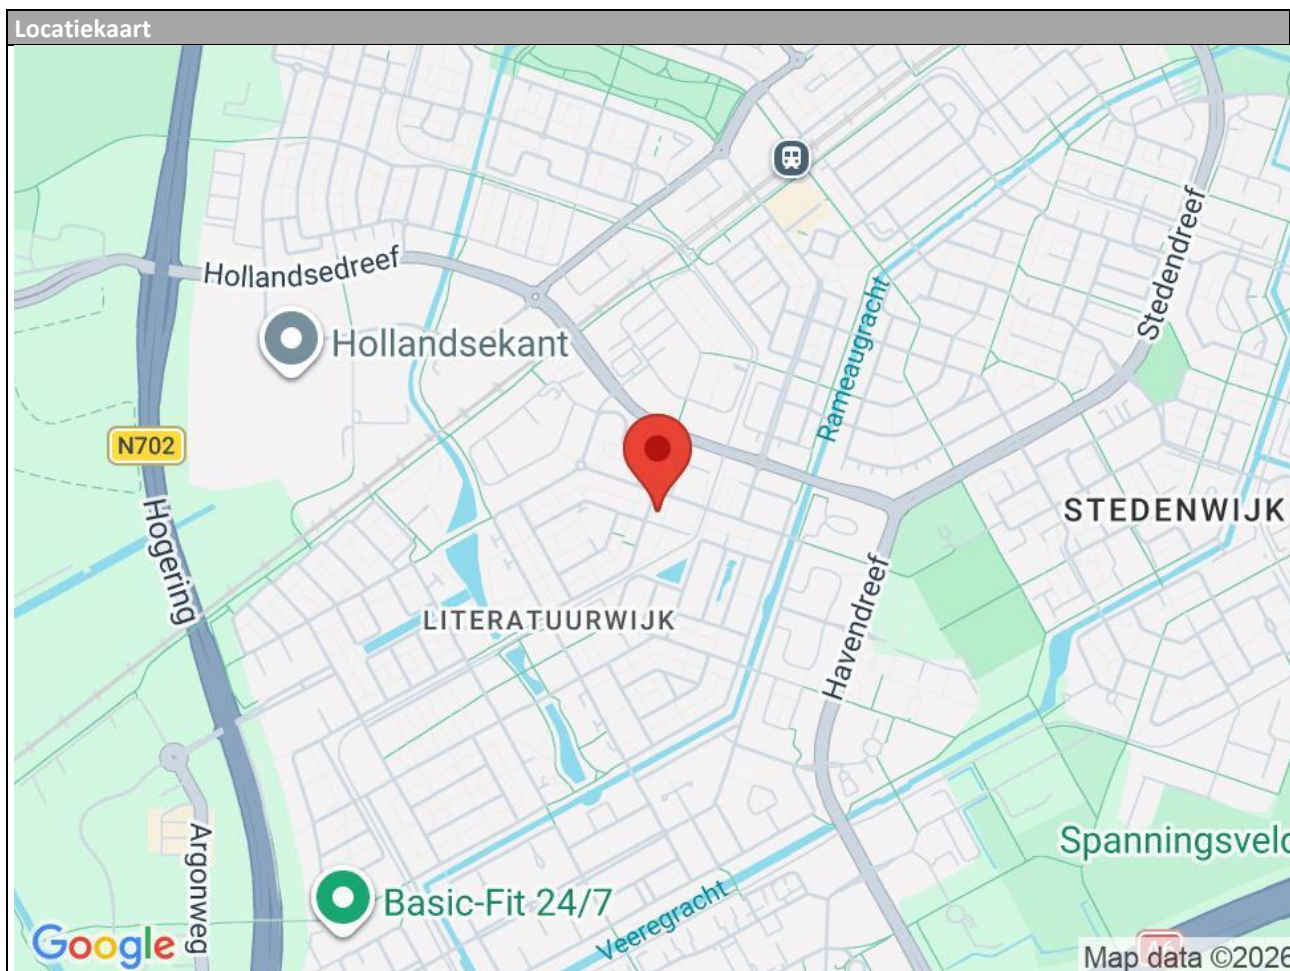 Locatiekaart
Hollandsedreef
Hollandsekant
Stedendreef
Rameaugracht
N702
Hogering
STEDENWIJK
LITERATUURWIJK
Havendreef
Argonweg
Spanningsveld
Basic-Fit 24/7
Veeregracht
Google
A6
Map data ©2026